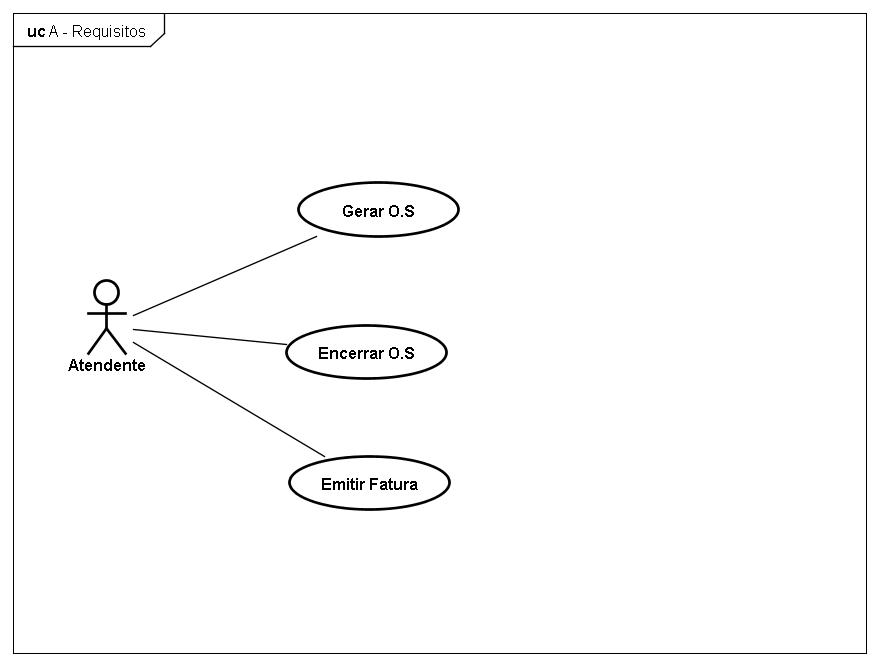 uc A - Requisitos
Gerar O.S
Encerrar O.S
Atendente
Emitir Fatura